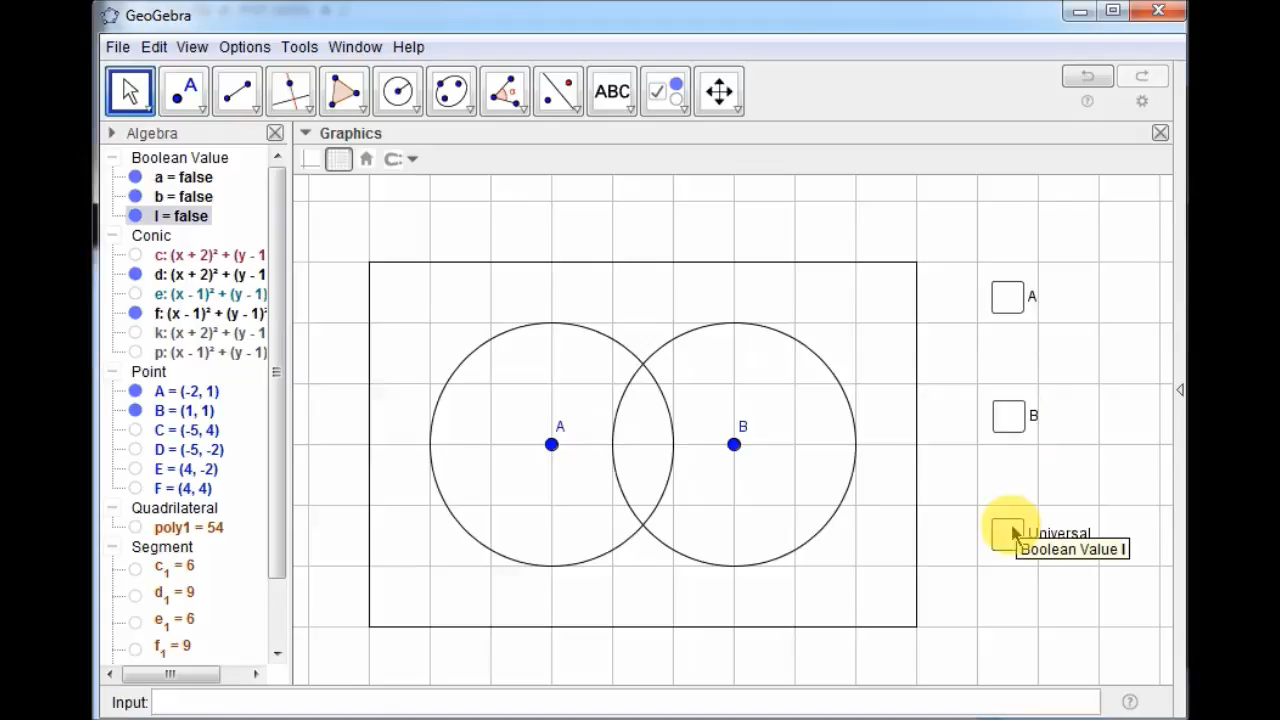 GeoGebra
File Edit View Options Tools Window Help
A ABC
α
Algebra
Graphics
Boolean Value
a = false
b = false
l = false
Conic
c: (x + 2)² + (y - 1
d: (x + 2)² + (y - 1
e: (x - 1)² + (y - 1)
f: (x - 1)² + (y - 1)²
k: (x + 2)² + (y - 1
p: (x - 1)² + (y - 1)
Point
A = (-2, 1)
B = (1, 1)
C = (-5, 4)
D = (-5, -2)
E = (4, -2)
F = (4, 4)
Quadrilateral
poly1 = 54
Segment
c₁ = 6
d₁ = 9
e₁ = 6
f₁ = 9
A
B
A
B
Universal
Boolean Value l
Input: